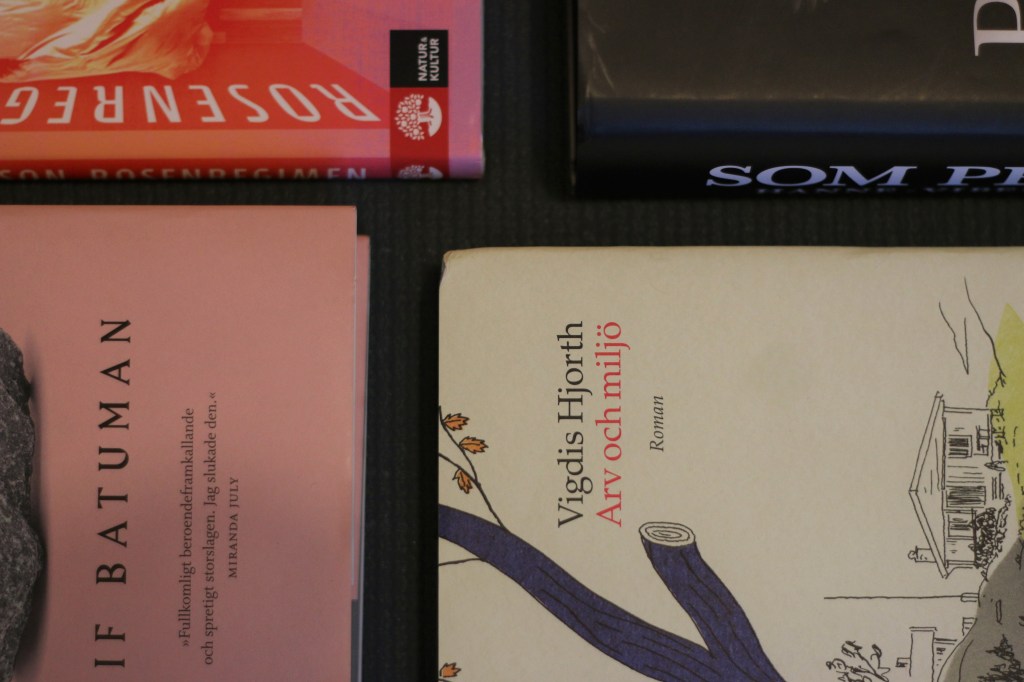 ROSENREG
NATUR &
KULTUR
SON ROSENREGIMEN
P
SOM PE
IF BATUMAN
»Fullkomligt beroendeframkallande
och spretigt storslagen. Jag slukade den.«
MIRANDA JULY
Vigdis Hjorth
Arv och miljö
Roman